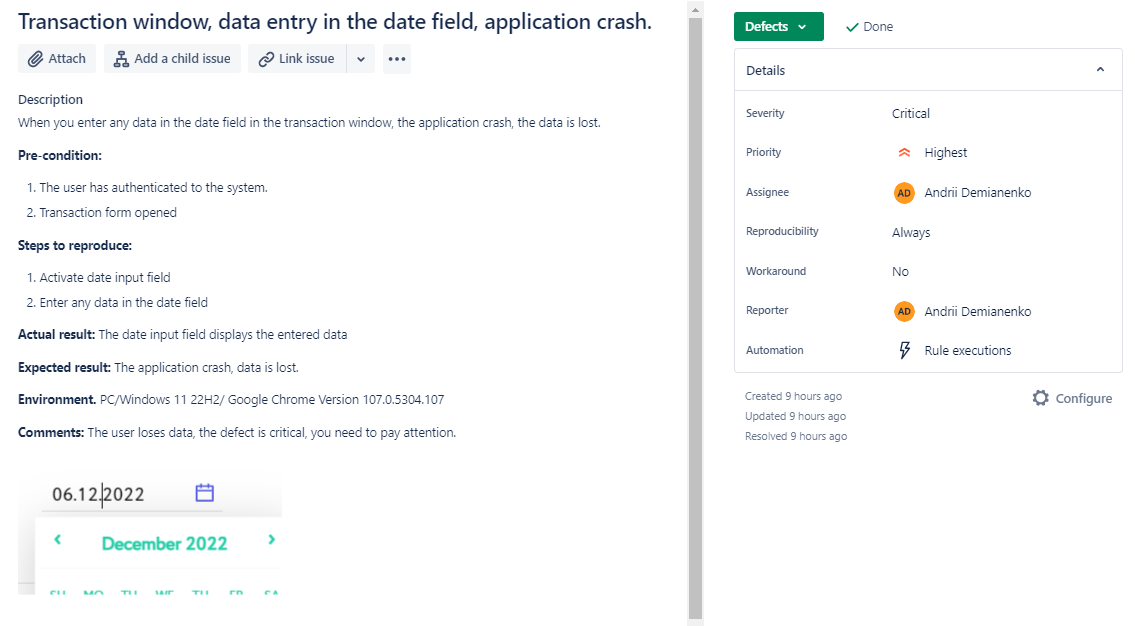 Transaction window, data entry in the date field, application crash.
Attach
Add a child issue
Link issue
Description
When you enter any data in the date field in the transaction window, the application crash, the data is lost.
Pre-condition:
1. The user has authenticated to the system.
2. Transaction form opened
Steps to reproduce:
1. Activate date input field
2. Enter any data in the date field
Actual result: The date input field displays the entered data
Expected result: The application crash, data is lost.
Environment. PC/Windows 11 22H2/ Google Chrome Version 107.0.5304.107
Comments: The user loses data, the defect is critical, you need to pay attention.
06.12.2022
December 2022
SU MO TU WE TU FR SA
Defects
Done
Details
Severity Critical
Priority Highest
Assignee AD Andrii Demianenko
Reproducibility Always
Workaround No
Reporter AD Andrii Demianenko
Automation Rule executions
Created 9 hours ago
Configure
Updated 9 hours ago
Resolved 9 hours ago